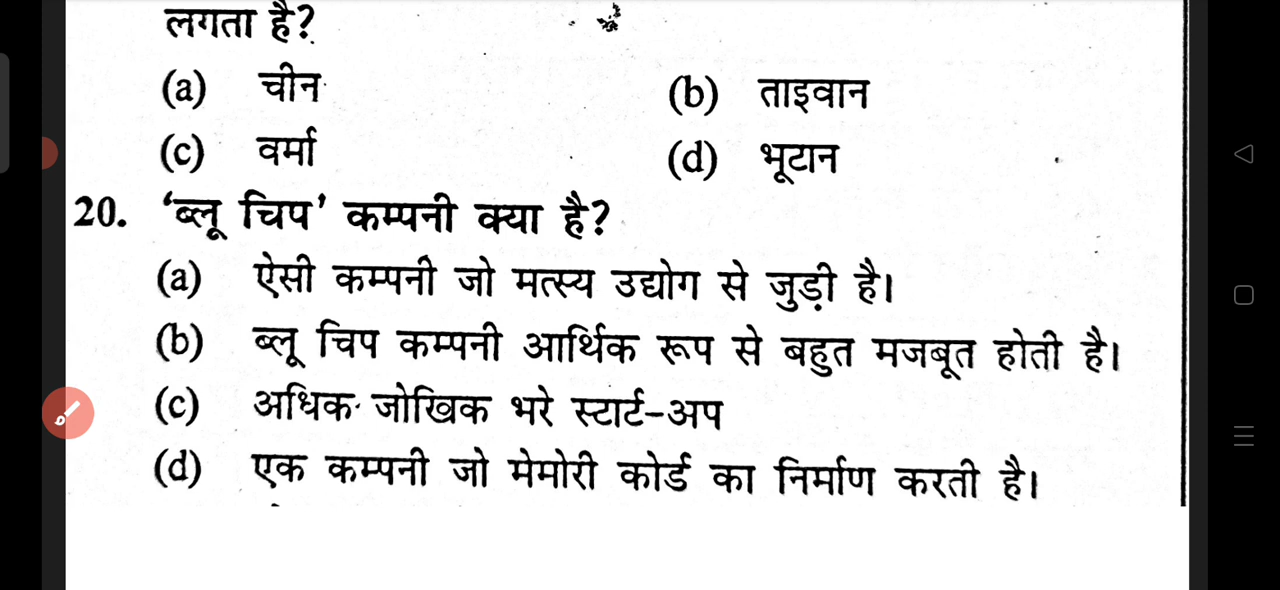 लगता है?
(a) चीन (b) ताइवान
(c) वर्मा (d) भूटान
20. ‘ब्लू चिप’ कम्पनी क्या है?
(a) ऐसी कम्पनी जो मत्स्य उद्योग से जुड़ी है।
(b) ब्लू चिप कम्पनी आर्थिक रूप से बहुत मजबूत होती है।
(c) अधिक जोखिक भरे स्टार्ट-अप
(d) एक कम्पनी जो मेमोरी कोर्ड का निर्माण करती है।